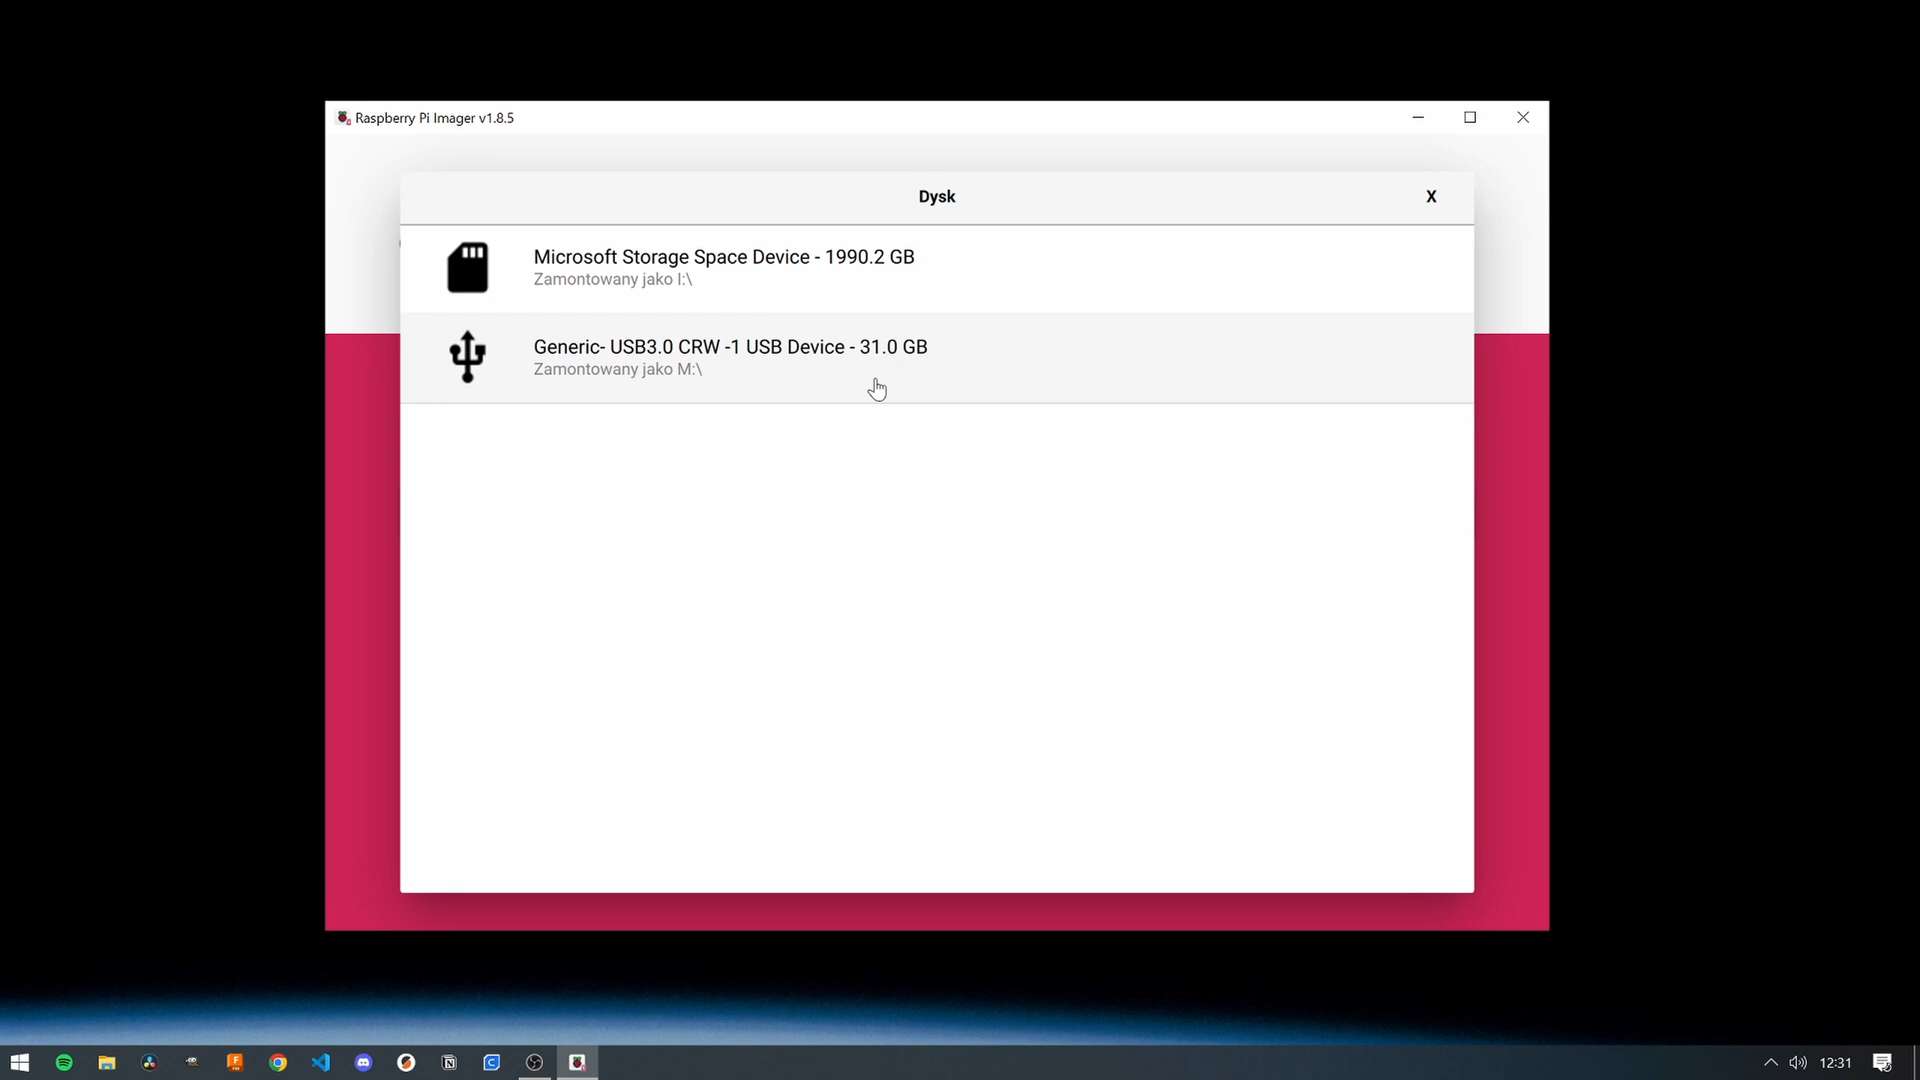 Raspberry Pi Imager v1.8.5
Dysk
X
Microsoft Storage Space Device - 1990.2 GB
Zamontowany jako I:\
Generic- USB3.0 CRW -1 USB Device - 31.0 GB
Zamontowany jako M:\
12:31